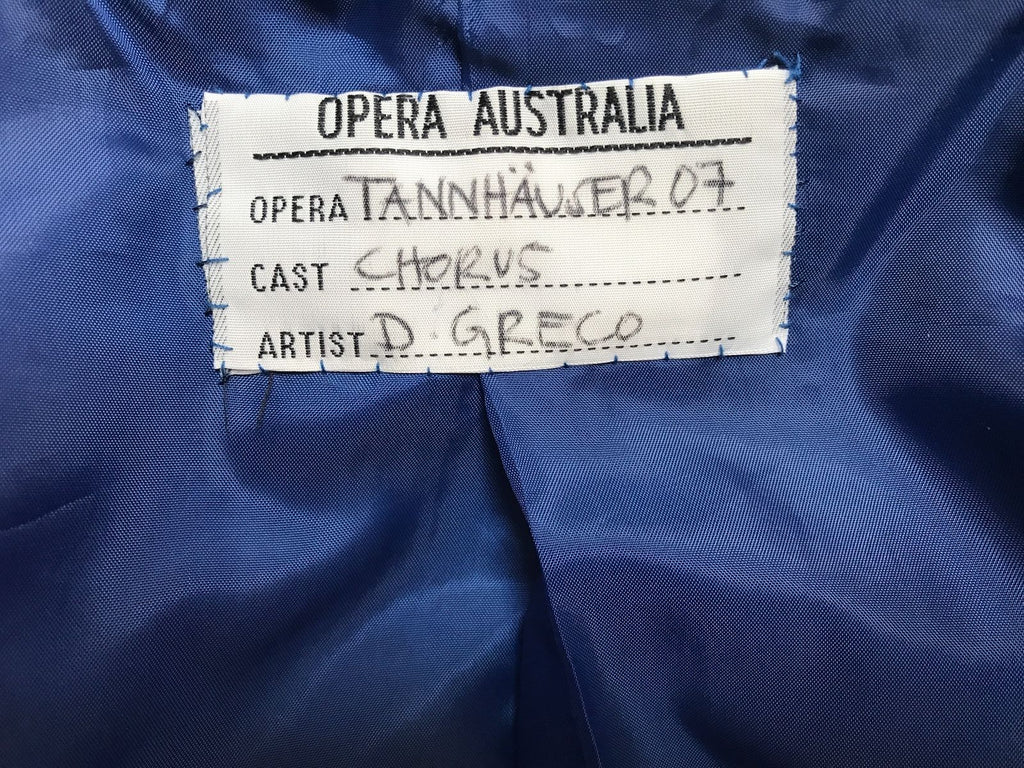 OPERA AUSTRALIA
OPERA TANNHÄUSER 07
CAST CHORUS
ARTIST D. GRECO